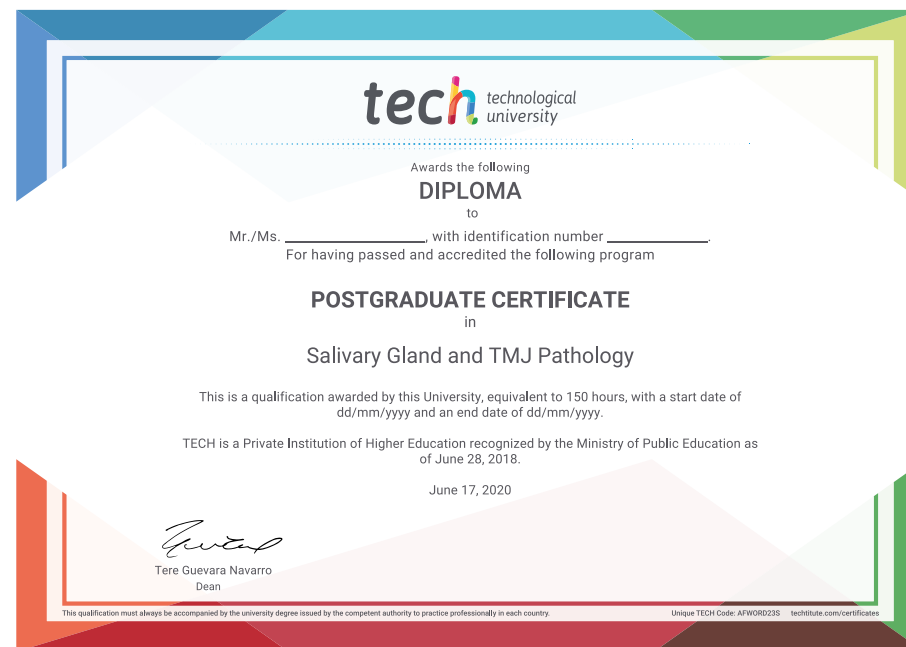 tech technological
university
Awards the following
DIPLOMA
to
Mr./Ms. ____________________, with identification number ______________.
For having passed and accredited the following program
POSTGRADUATE CERTIFICATE
in
Salivary Gland and TMJ Pathology
This is a qualification awarded by this University, equivalent to 150 hours, with a start date of
dd/mm/yyyy and an end date of dd/mm/yyyy.
TECH is a Private Institution of Higher Education recognized by the Ministry of Public Education as
of June 28, 2018.
June 17, 2020
Tere Guevara Navarro
Dean
This qualification must always be accompanied by the university degree issued by the competent authority to practice professionally in each country.
Unique TECH Code: AFWORD23S techtitute.com/certificates